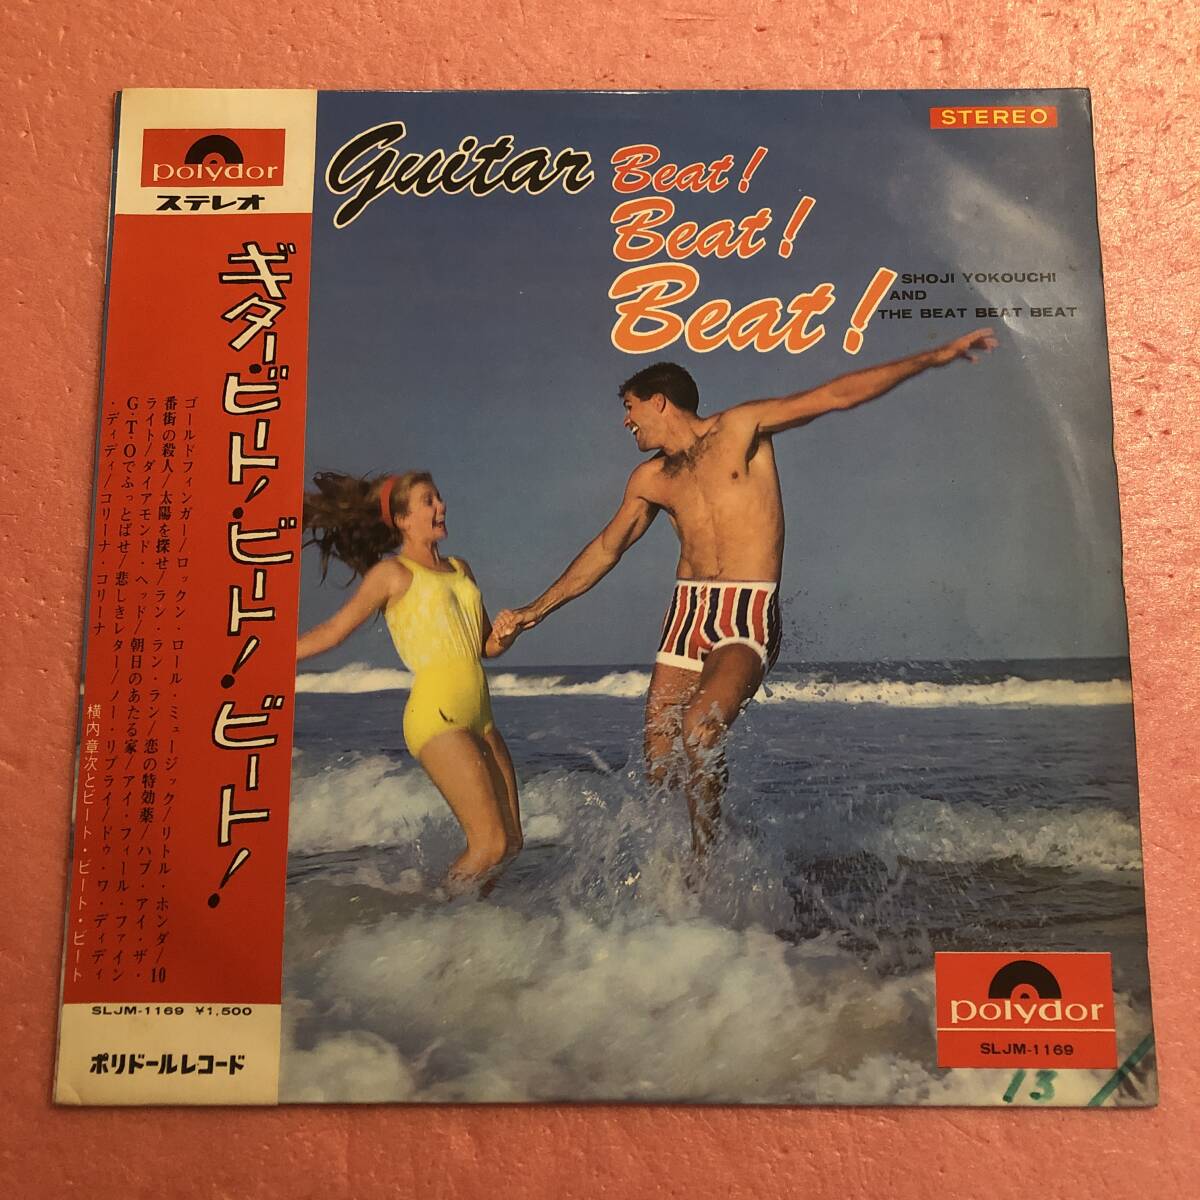 polydor
ステレオ
ギター・ビート!・ビート!ビート!
ゴールドフィンガー/ロックン・ロール・ミュージック/リトル・ホンダ/10
番街の殺人/太陽を探せ/ラン・ラン・ラン/恋の特効薬/ハブ・アイ・ザ・
ライト/ダイアモンド・ヘッド/朝日のあたる家/アイ・フィール・ファイン
G・T・Oでぶっとばせ/悲しきレター/ノー・リプライ/ドゥ・ワ・ディディ
・ディディ/コリーナ・コリーナ
横内章次とビート・ビート・ビート
SLJM-1169 ¥1,500
ポリドールレコード
STEREO
guitar Beat!
Beat!
Beat!
SHOJI YOKOUCHI
AND
THE BEAT BEAT BEAT
polydor
SLJM-1169
13